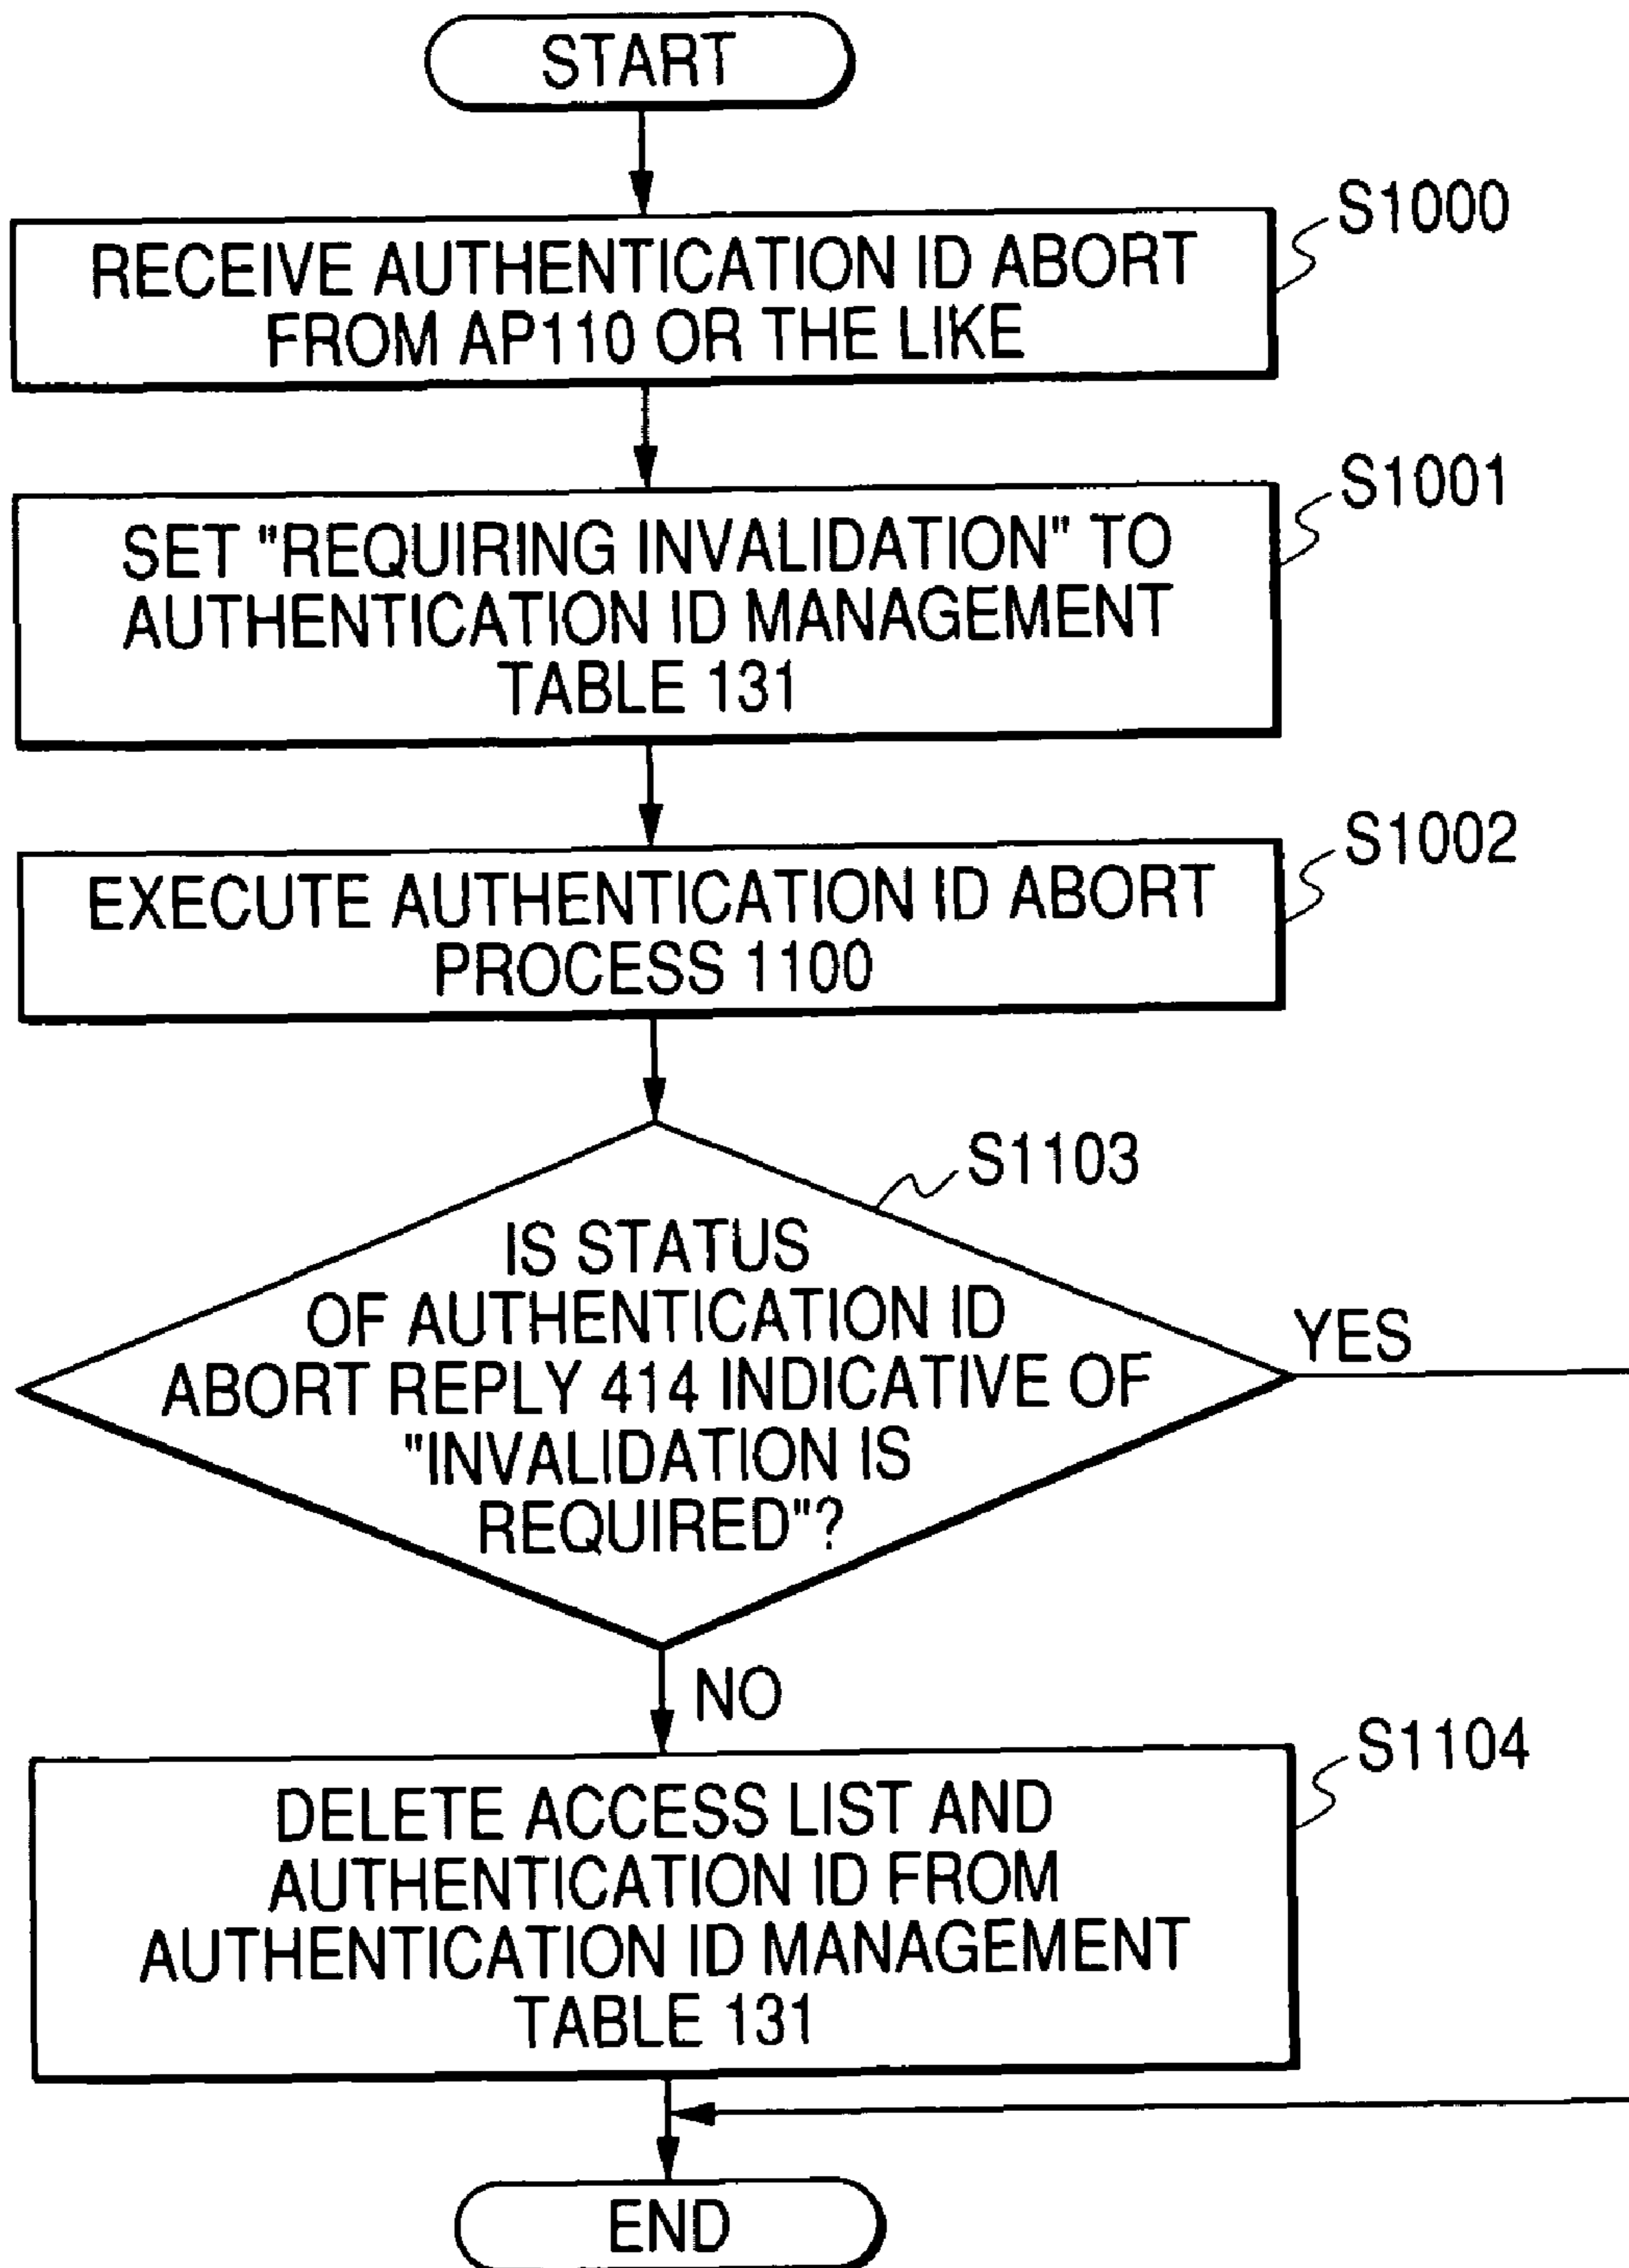 START
S1000
RECEIVE AUTHENTICATION ID ABORT
FROM AP110 OR THE LIKE
S1001
SET "REQUIRING INVALIDATION" TO
AUTHENTICATION ID MANAGEMENT
TABLE 131
S1002
EXECUTE AUTHENTICATION ID ABORT
PROCESS 1100
S1103
IS STATUS
OF AUTHENTICATION ID
ABORT REPLY 414 INDICATIVE OF
"INVALIDATION IS
REQUIRED"?
YES
NO
S1104
DELETE ACCESS LIST AND
AUTHENTICATION ID FROM
AUTHENTICATION ID MANAGEMENT
TABLE 131
END